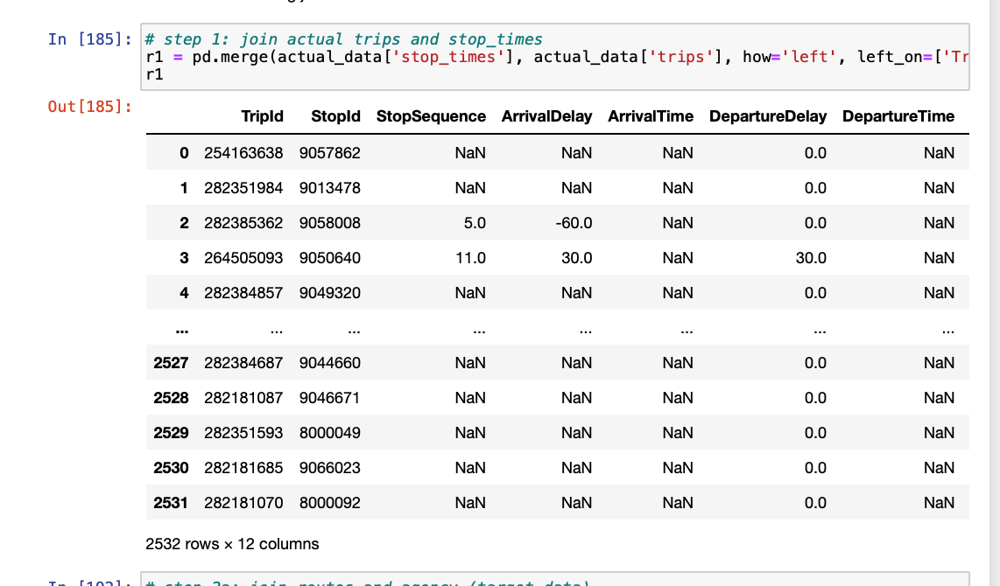 In [185]: # step 1: join actual trips and stop_times
r1 = pd.merge(actual_data['stop_times'], actual_data['trips'], how='left', left_on=['Tr
r1
Out[185]:
TripId StopId StopSequence ArrivalDelay ArrivalTime DepartureDelay DepartureTime
0 254163638 9057862 NaN NaN NaN 0.0 NaN
1 282351984 9013478 NaN NaN NaN 0.0 NaN
2 282385362 9058008 5.0 -60.0 NaN 0.0 NaN
3 264505093 9050640 11.0 30.0 NaN 30.0 NaN
4 282384857 9049320 NaN NaN NaN 0.0 NaN
... ... ... ... ... ... ... ...
2527 282384687 9044660 NaN NaN NaN 0.0 NaN
2528 282181087 9046671 NaN NaN NaN 0.0 NaN
2529 282351593 8000049 NaN NaN NaN 0.0 NaN
2530 282181685 9066023 NaN NaN NaN 0.0 NaN
2531 282181070 8000092 NaN NaN NaN 0.0 NaN
2532 rows × 12 columns
In [192]: # step 2a: join routes and agency (target data)